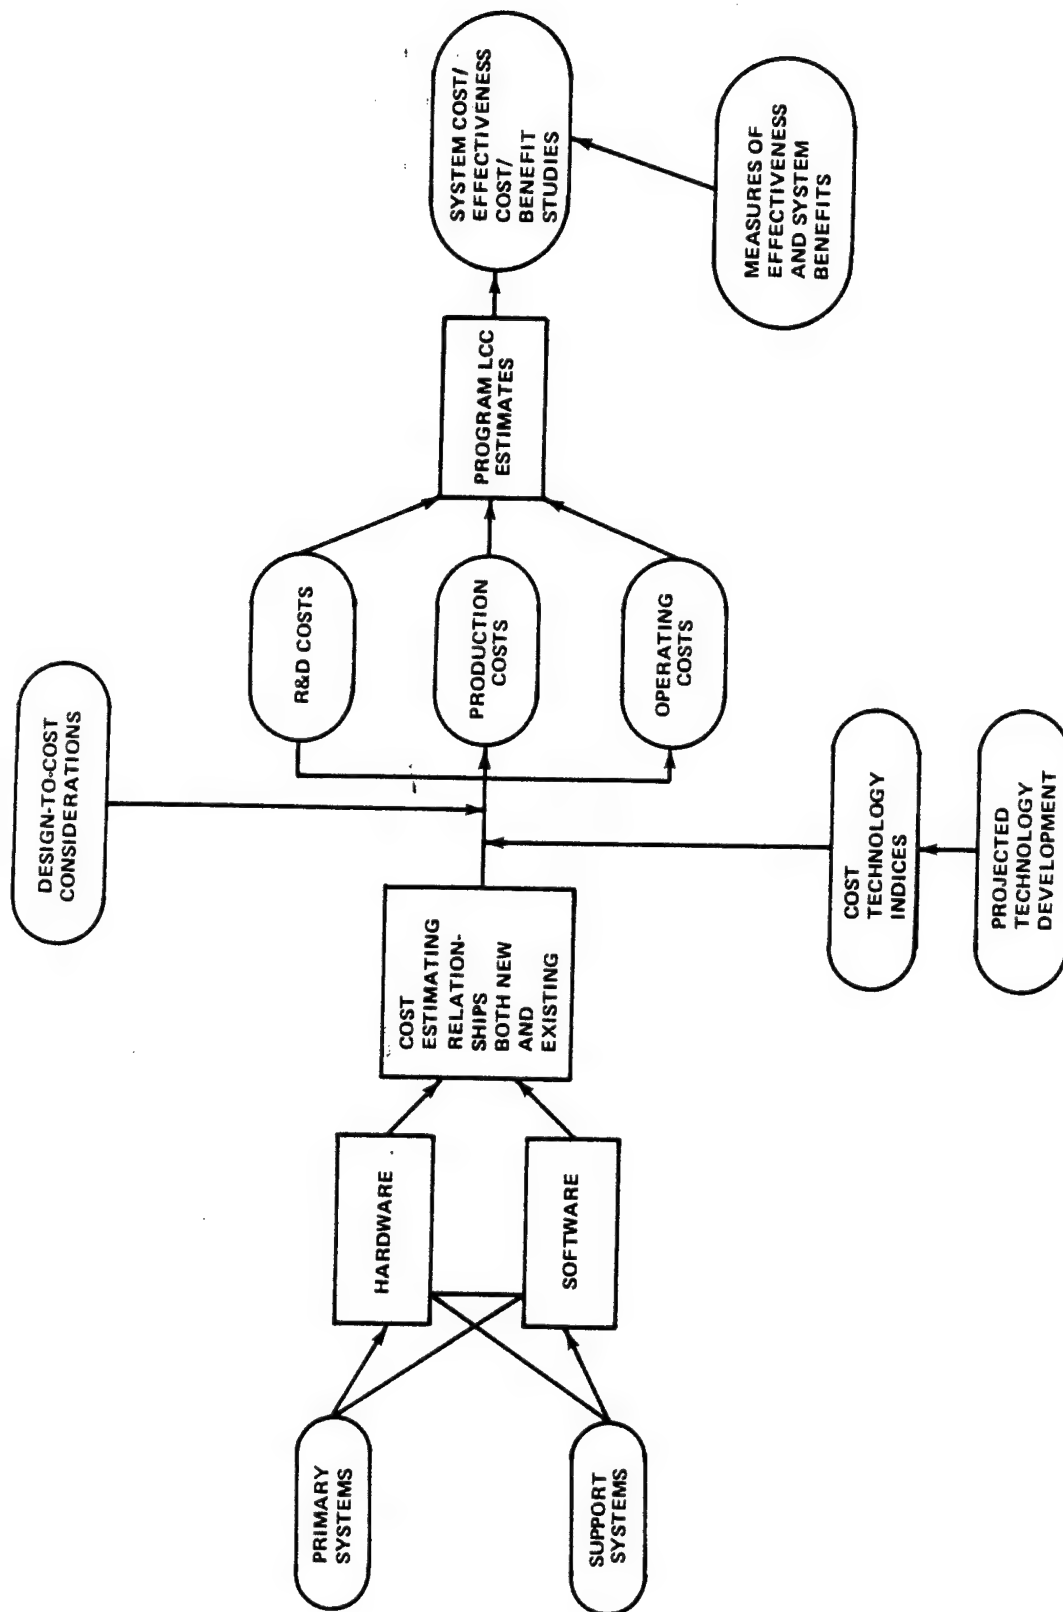 PRIMARY
SYSTEMS
SUPPORT
SYSTEMS
HARDWARE
SOFTWARE
COST
ESTIMATING
RELATION-
SHIPS
BOTH NEW
AND
EXISTING
DESIGN-TO-COST
CONSIDERATIONS
COST
TECHNOLOGY
INDICES
PROJECTED
TECHNOLOGY
DEVELOPMENT
R&D COSTS
PRODUCTION
COSTS
OPERATING
COSTS
PROGRAM LCC
ESTIMATES
SYSTEM COST/
EFFECTIVENESS
COST/
BENEFIT
STUDIES
MEASURES OF
EFFECTIVENESS
AND SYSTEM
BENEFITS